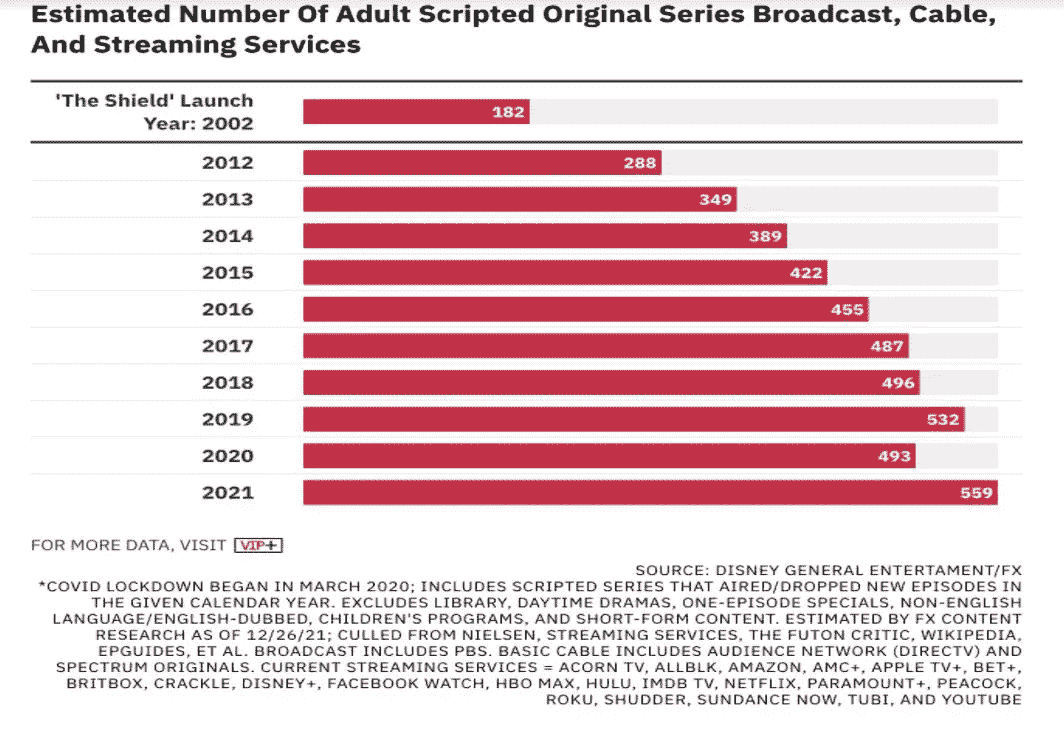 Estimated Number Of Adult Scripted Original Series Broadcast, Cable,
And Streaming Services
'The Shield' Launch
Year: 2002
182
2012 288
2013 349
2014 389
2015 422
2016 455
2017 487
2018 496
2019 532
2020 493
2021 559
FOR MORE DATA, VISIT VIP+
SOURCE: DISNEY GENERAL ENTERTAMENT/FX
*COVID LOCKDOWN BEGAN IN MARCH 2020; INCLUDES SCRIPTED SERIES THAT AIRED/DROPPED NEW EPISODES IN
THE GIVEN CALENDAR YEAR. EXCLUDES LIBRARY, DAYTIME DRAMAS, ONE-EPISODE SPECIALS, NON-ENGLISH
LANGUAGE/ENGLISH-DUBBED, CHILDREN'S PROGRAMS, AND SHORT-FORM CONTENT. ESTIMATED BY FX CONTENT
RESEARCH AS OF 12/26/21; CULLED FROM NIELSEN, STREAMING SERVICES, THE FUTON CRITIC, WIKIPEDIA,
EPGUIDES, ET AL. BROADCAST INCLUDES PBS. BASIC CABLE INCLUDES AUDIENCE NETWORK (DIRECTV) AND
SPECTRUM ORIGINALS. CURRENT STREAMING SERVICES = ACORN TV, ALLBLK, AMAZON, AMC+, APPLE TV+, BET+,
BRITBOX, CRACKLE, DISNEY+, FACEBOOK WATCH, HBO MAX, HULU, IMDB TV, NETFLIX, PARAMOUNT+, PEACOCK,
ROKU, SHUDDER, SUNDANCE NOW, TUBI, AND YOUTUBE